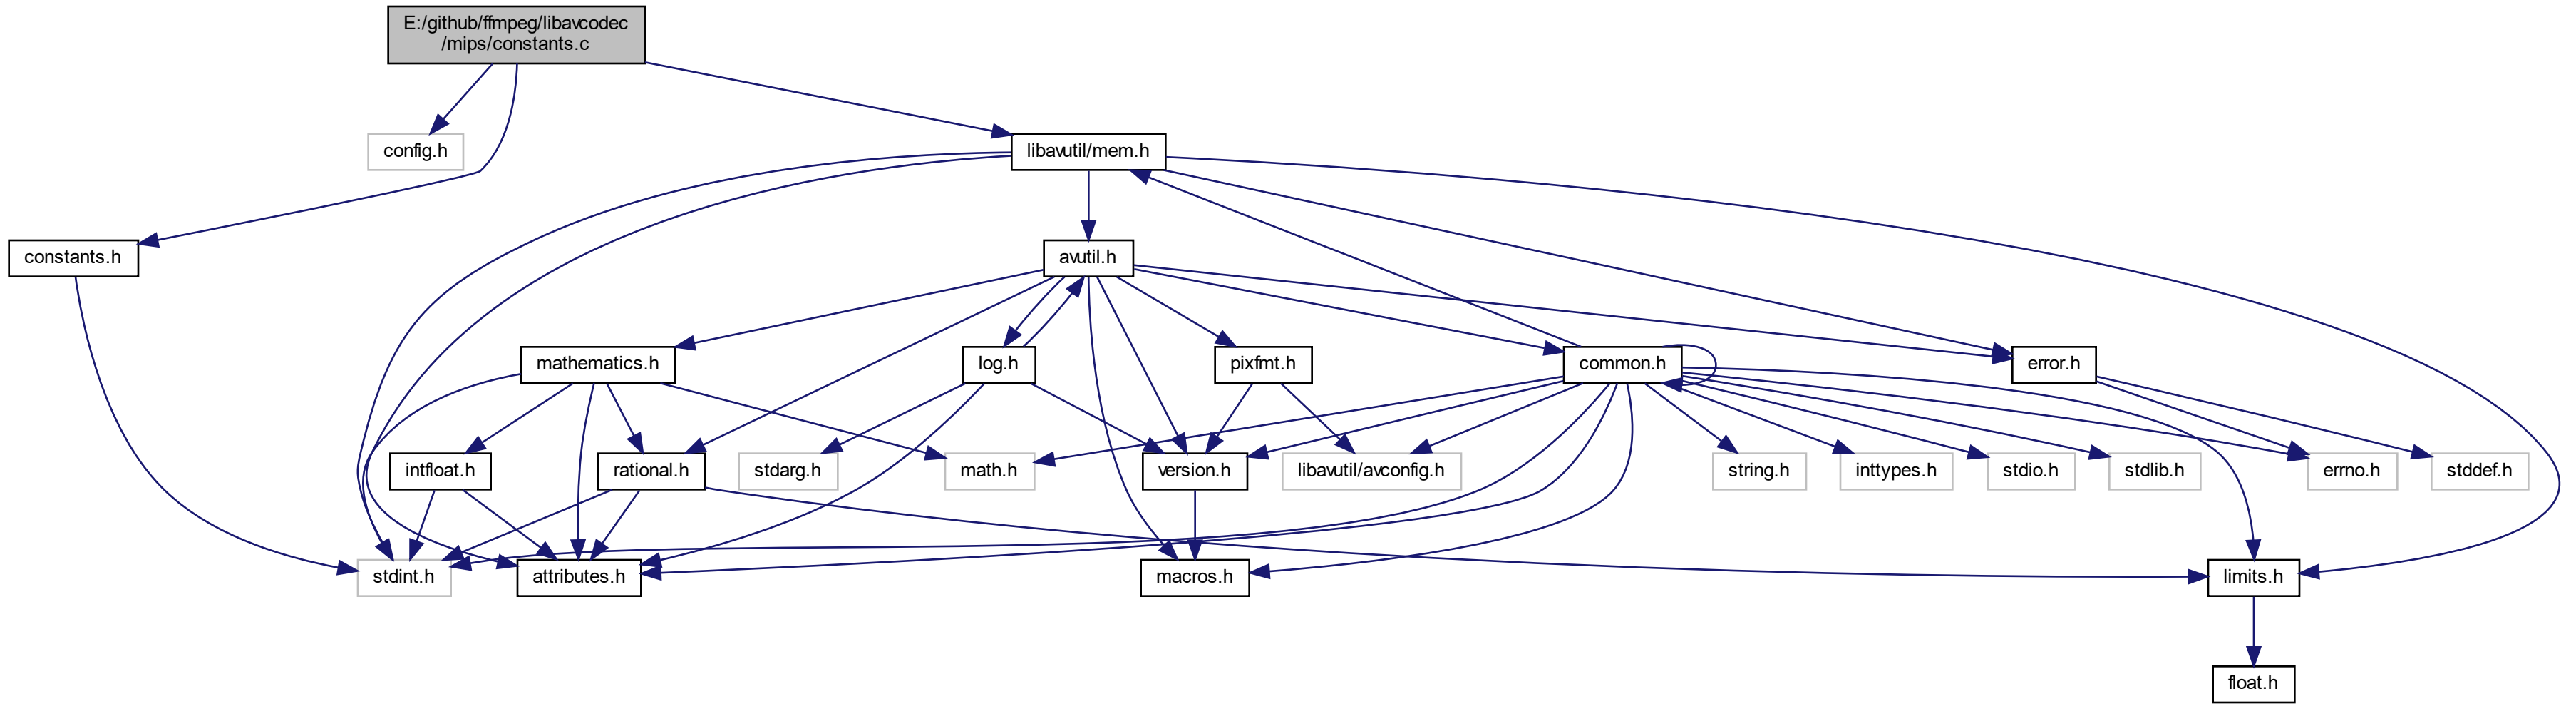 E:/github/ffmpeg/libavcodec
/mips/constants.c
config.h
libavutil/mem.h
constants.h
avutil.h
mathematics.h
log.h
pixfmt.h
common.h
error.h
intfloat.h
rational.h
stdarg.h
math.h
version.h
libavutil/avconfig.h
string.h
inttypes.h
stdio.h
stdlib.h
errno.h
stddef.h
stdint.h
attributes.h
macros.h
limits.h
float.h